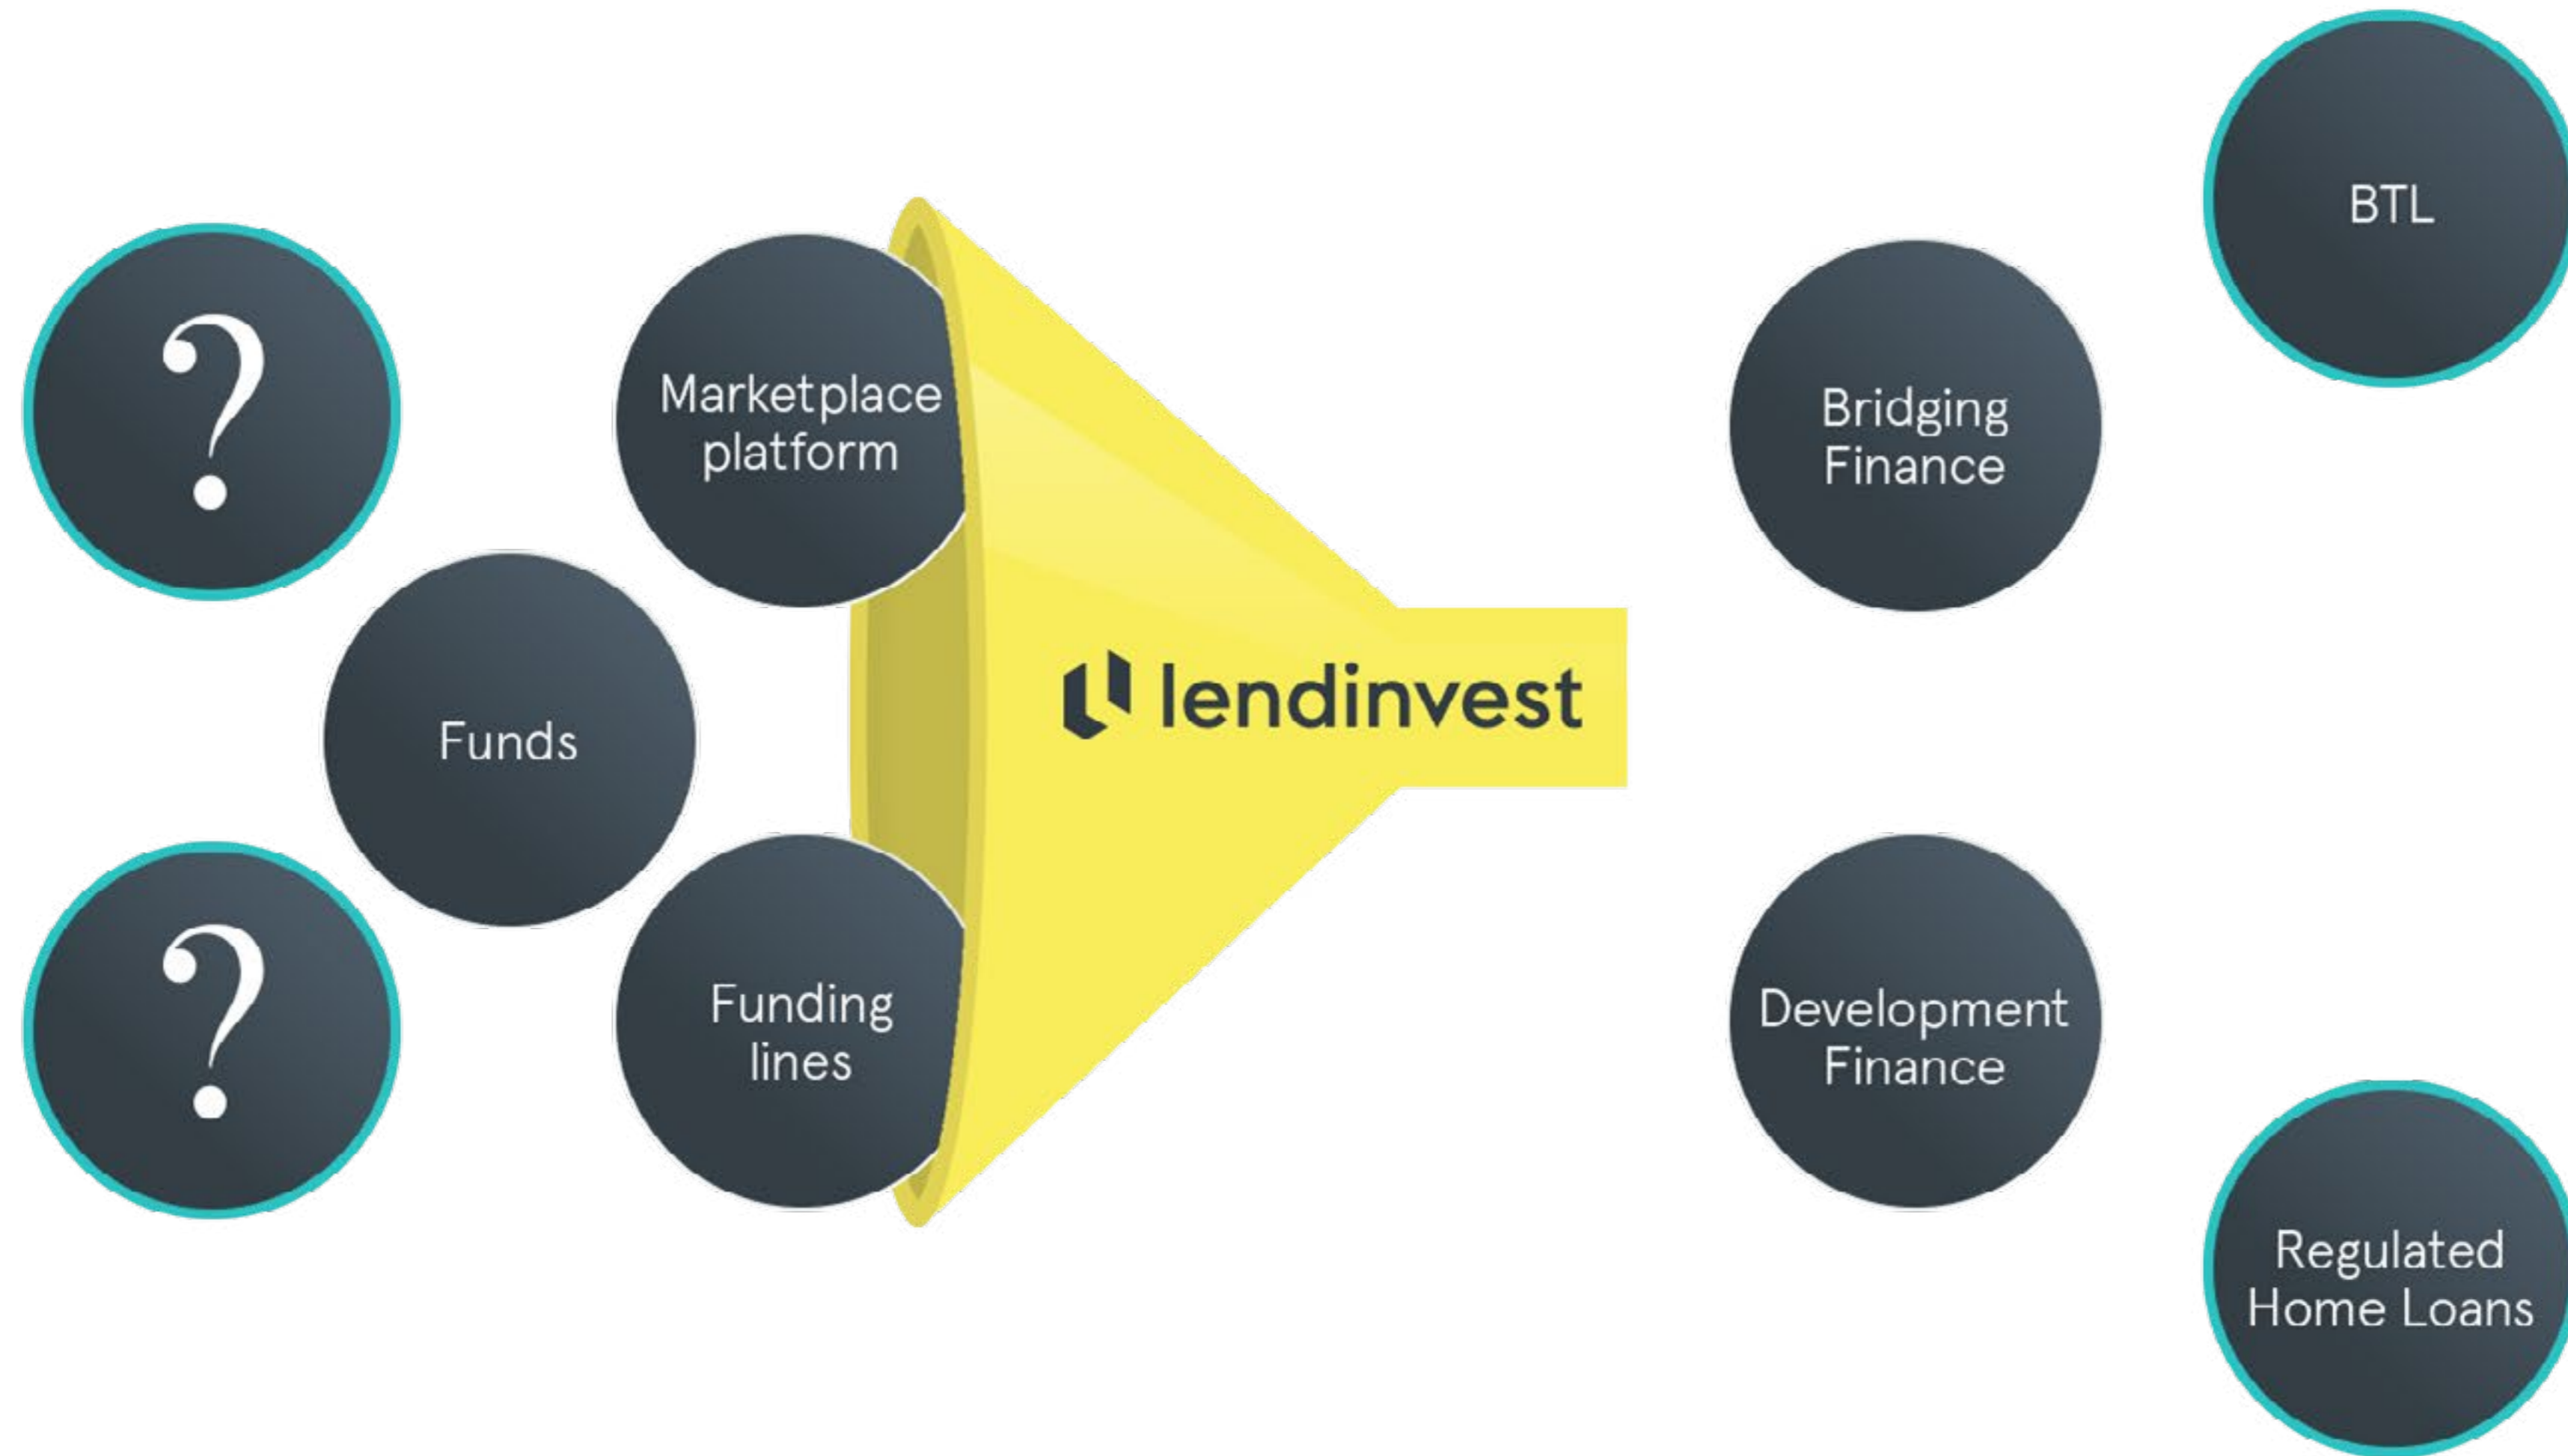 ?
Marketplace
platform
Funds
?
Funding
lines
lendinvest
BTL
Bridging
Finance
Development
Finance
Regulated
Home Loans